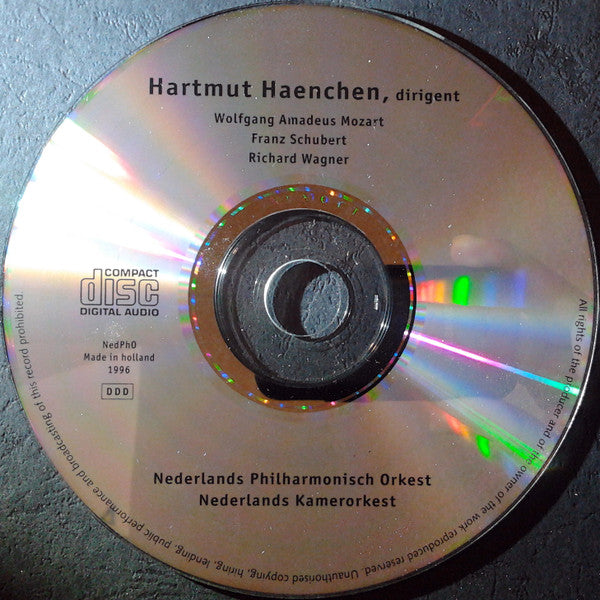 Hartmut Haenchen, dirigent
Wolfgang Amadeus Mozart
Franz Schubert
Richard Wagner
COMPACT
disc
DIGITAL AUDIO
NedPhO
Made in holland
1996
DDD
Nederlands Philharmonisch Orkest
Nederlands Kamerorkest
All rights of the producer and of the owner of the work reproduced reserved. Unauthorised copying, hiring, lending, public performance and broadcasting of this record prohibited.